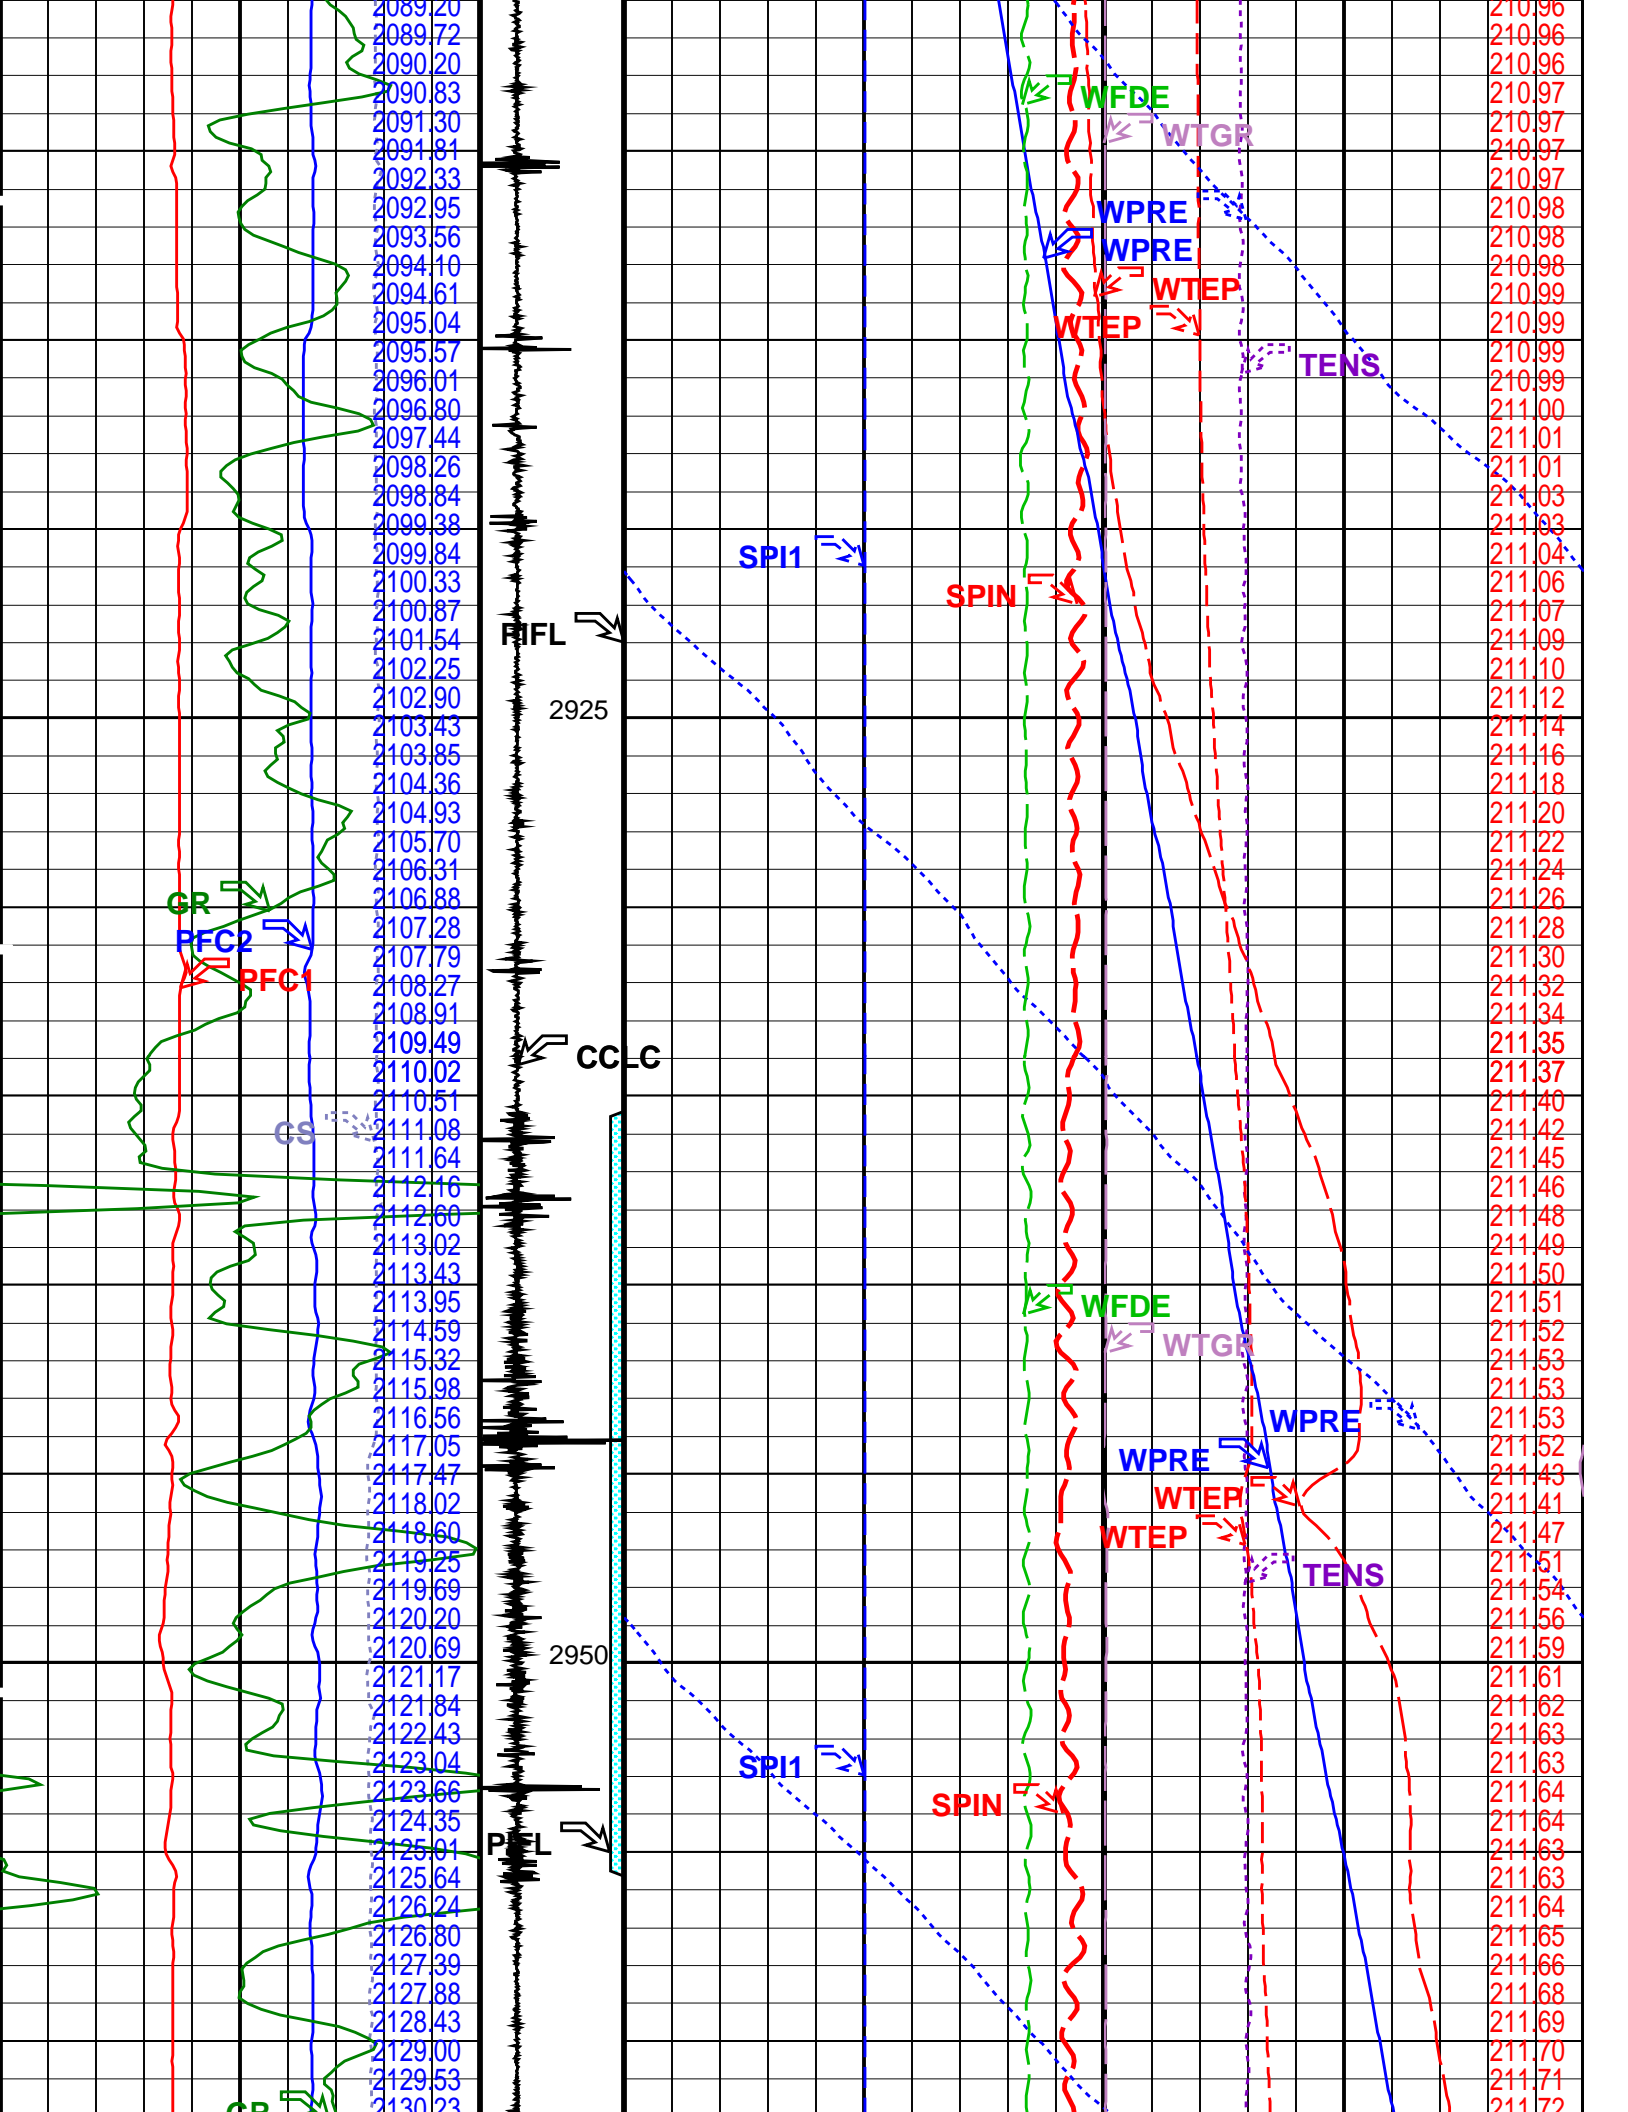 2089.20 210.96
2089.72 210.96
2090.20 210.96
2090.83 WFDE 210.97
2091.30 WTGR 210.97
2091.81 210.97
2092.33 210.97
2092.95 WPRE 210.98
2093.56 WPRE 210.98
2094.10 210.98
2094.61 WTEP 210.99
2095.04 WTEP 210.99
2095.57 TENS 210.99
2096.01 210.99
2096.80 211.00
2097.44 211.01
2098.26 211.01
2098.84 211.03
2099.38 211.03
2099.84 SPI1 211.04
2100.33 SPIN 211.06
2100.87 211.07
2101.54 PIFL 211.09
2102.25 211.10
2102.90 2925 211.12
2103.43 211.14
2103.85 211.16
2104.36 211.18
2104.93 211.20
2105.70 211.22
2106.31 211.24
GR 2106.88 211.26
PFC2 2107.28 211.28
2107.79 211.30
PFC1 2108.27 211.32
2108.91 211.34
2109.49 CCLC 211.35
2110.02 211.37
2110.51 211.40
CS 2111.08 211.42
2111.64 211.45
2112.16 211.46
2112.60 211.48
2113.02 211.49
2113.43 211.50
2113.95 WFDE 211.51
2114.59 WTGR 211.52
2115.32 211.53
2115.98 211.53
2116.56 WPRE 211.53
2117.05 WPRE 211.52
2117.47 211.43
2118.02 WTEP 211.41
2118.60 WTEP 211.47
2119.25 TENS 211.51
2119.69 211.54
2120.20 211.56
2120.69 2950 211.59
2121.17 211.61
2121.84 211.62
2122.43 211.63
2123.04 SPI1 211.63
2123.66 SPIN 211.64
2124.35 211.64
2125.01 PIFL 211.63
2125.64 211.63
2126.24 211.64
2126.80 211.65
2127.39 211.66
2127.88 211.68
2128.43 211.69
2129.00 211.70
2129.53 211.71
GR 2130.23 211.72